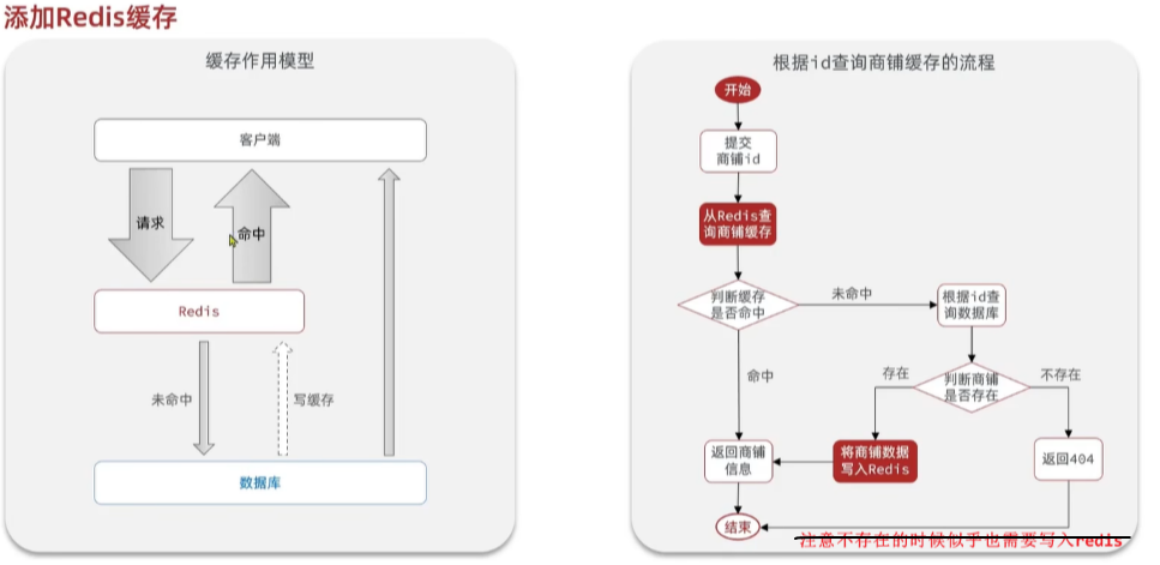 添加Redis缓存
缓存作用模型
客户端
请求
命中
Redis
未命中
写缓存
数据库
根据id查询商铺缓存的流程
开始
提交
商铺id
从Redis查
询商铺缓存
判断缓存
是否命中
未命中
根据id查
询数据库
命中
存在
判断商铺
是否存在
不存在
返回商铺
信息
将商铺数据
写入Redis
返回404
结束
注意不存在的时候似乎也需要写入redis